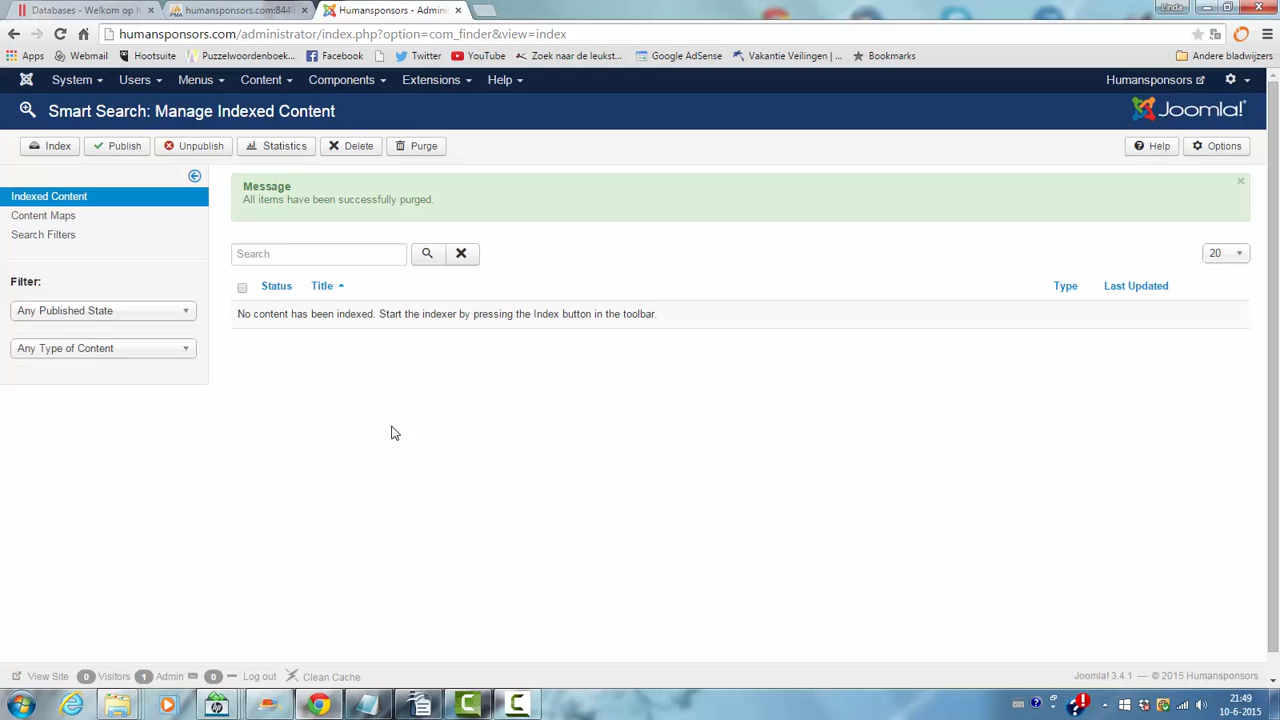 Databases - Welkom op h
humansponsors.com:844
Humansponsors - Admini
Linda
humansponsors.com/administrator/index.php?option=com_finder&view=index
Apps
Webmail
Hootsuite
Puzzelwoordenboek...
Facebook
Twitter
YouTube
Zoek naar de leukst...
Google AdSense
Vakantie Veilingen | ...
Bookmarks
Andere bladwijzers
System
Users
Menus
Content
Components
Extensions
Help
Humansponsors
Smart Search: Manage Indexed Content
Joomla!
Index
Publish
Unpublish
Statistics
Delete
Purge
Help
Options
Indexed Content
Content Maps
Search Filters
Filter:
Any Published State
Any Type of Content
Message
All items have been successfully purged.
Search
20
Status
Title
Type
Last Updated
No content has been indexed. Start the indexer by pressing the Index button in the toolbar.
View Site
0 Visitors
1 Admin
0
Log out
Clean Cache
Joomla! 3.4.1 — © 2015 Humansponsors
21:49
10-6-2015